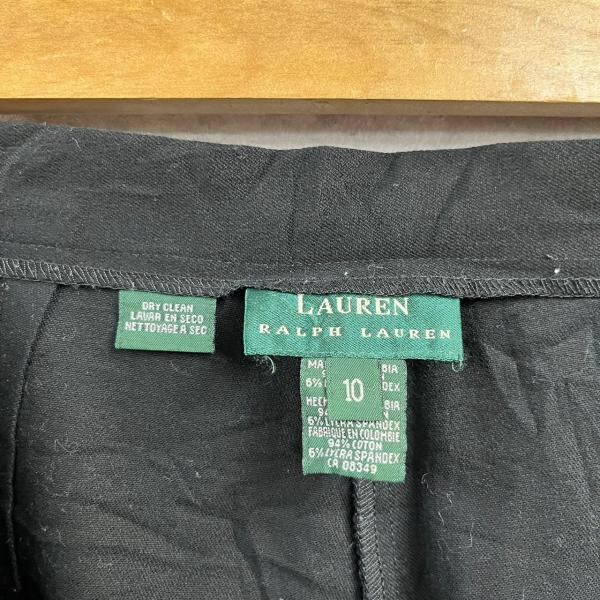 DRY CLEAN
LAVAR EN SECO
NETTOYAGE A SEC
LAUREN
RALPH LAUREN
10
6% LYCRA SPANDEX
FABRIQUE EN COLOMBIE
94% COTON
6% LYCRA SPANDEX
CA 08349